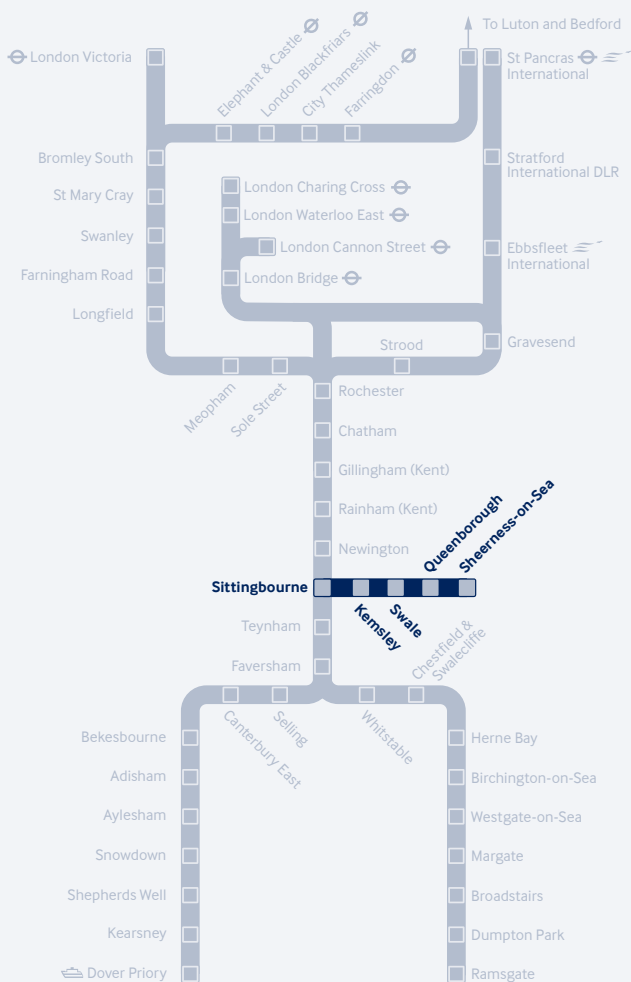 To Luton and Bedford
London Victoria
Elephant & Castle
London Blackfriars
City Thameslink
Farringdon
St Pancras
International
Bromley South
Stratford
International DLR
St Mary Cray
London Charing Cross
London Waterloo East
Swanley
London Cannon Street
Ebbsfleet
International
Farningham Road
London Bridge
Longfield
Strood
Gravesend
Meopham
Sole Street
Rochester
Chatham
Gillingham (Kent)
Rainham (Kent)
Newington
Queenborough
Sheerness-on-Sea
Sittingbourne
Kemsley
Swale
Teynham
Chestfield &
Swalecliffe
Faversham
Canterbury East
Selling
Whitstable
Bekesbourne
Herne Bay
Adisham
Birchington-on-Sea
Aylesham
Westgate-on-Sea
Snowdown
Margate
Shepherds Well
Broadstairs
Kearsney
Dumpton Park
Dover Priory
Ramsgate